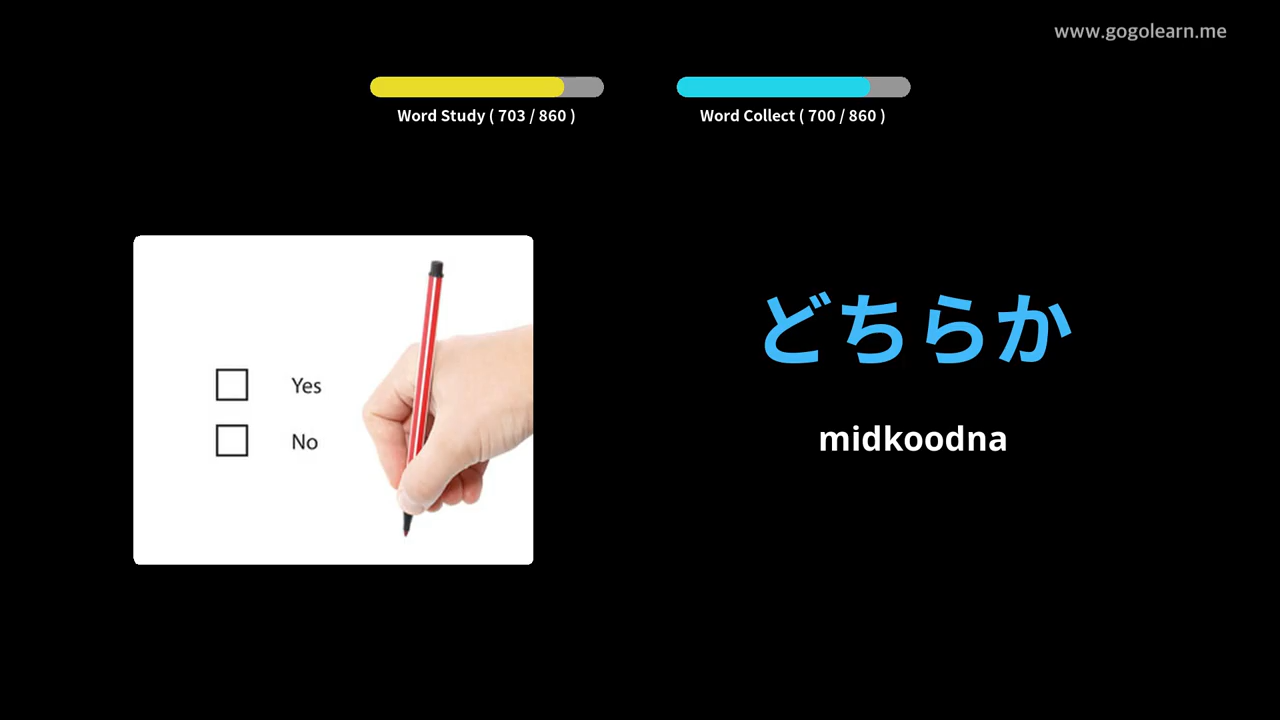 www.gogolearn.me
Word Study ( 703 / 860 )
Word Collect ( 700 / 860 )
Yes
No
どちらか
midkoodna